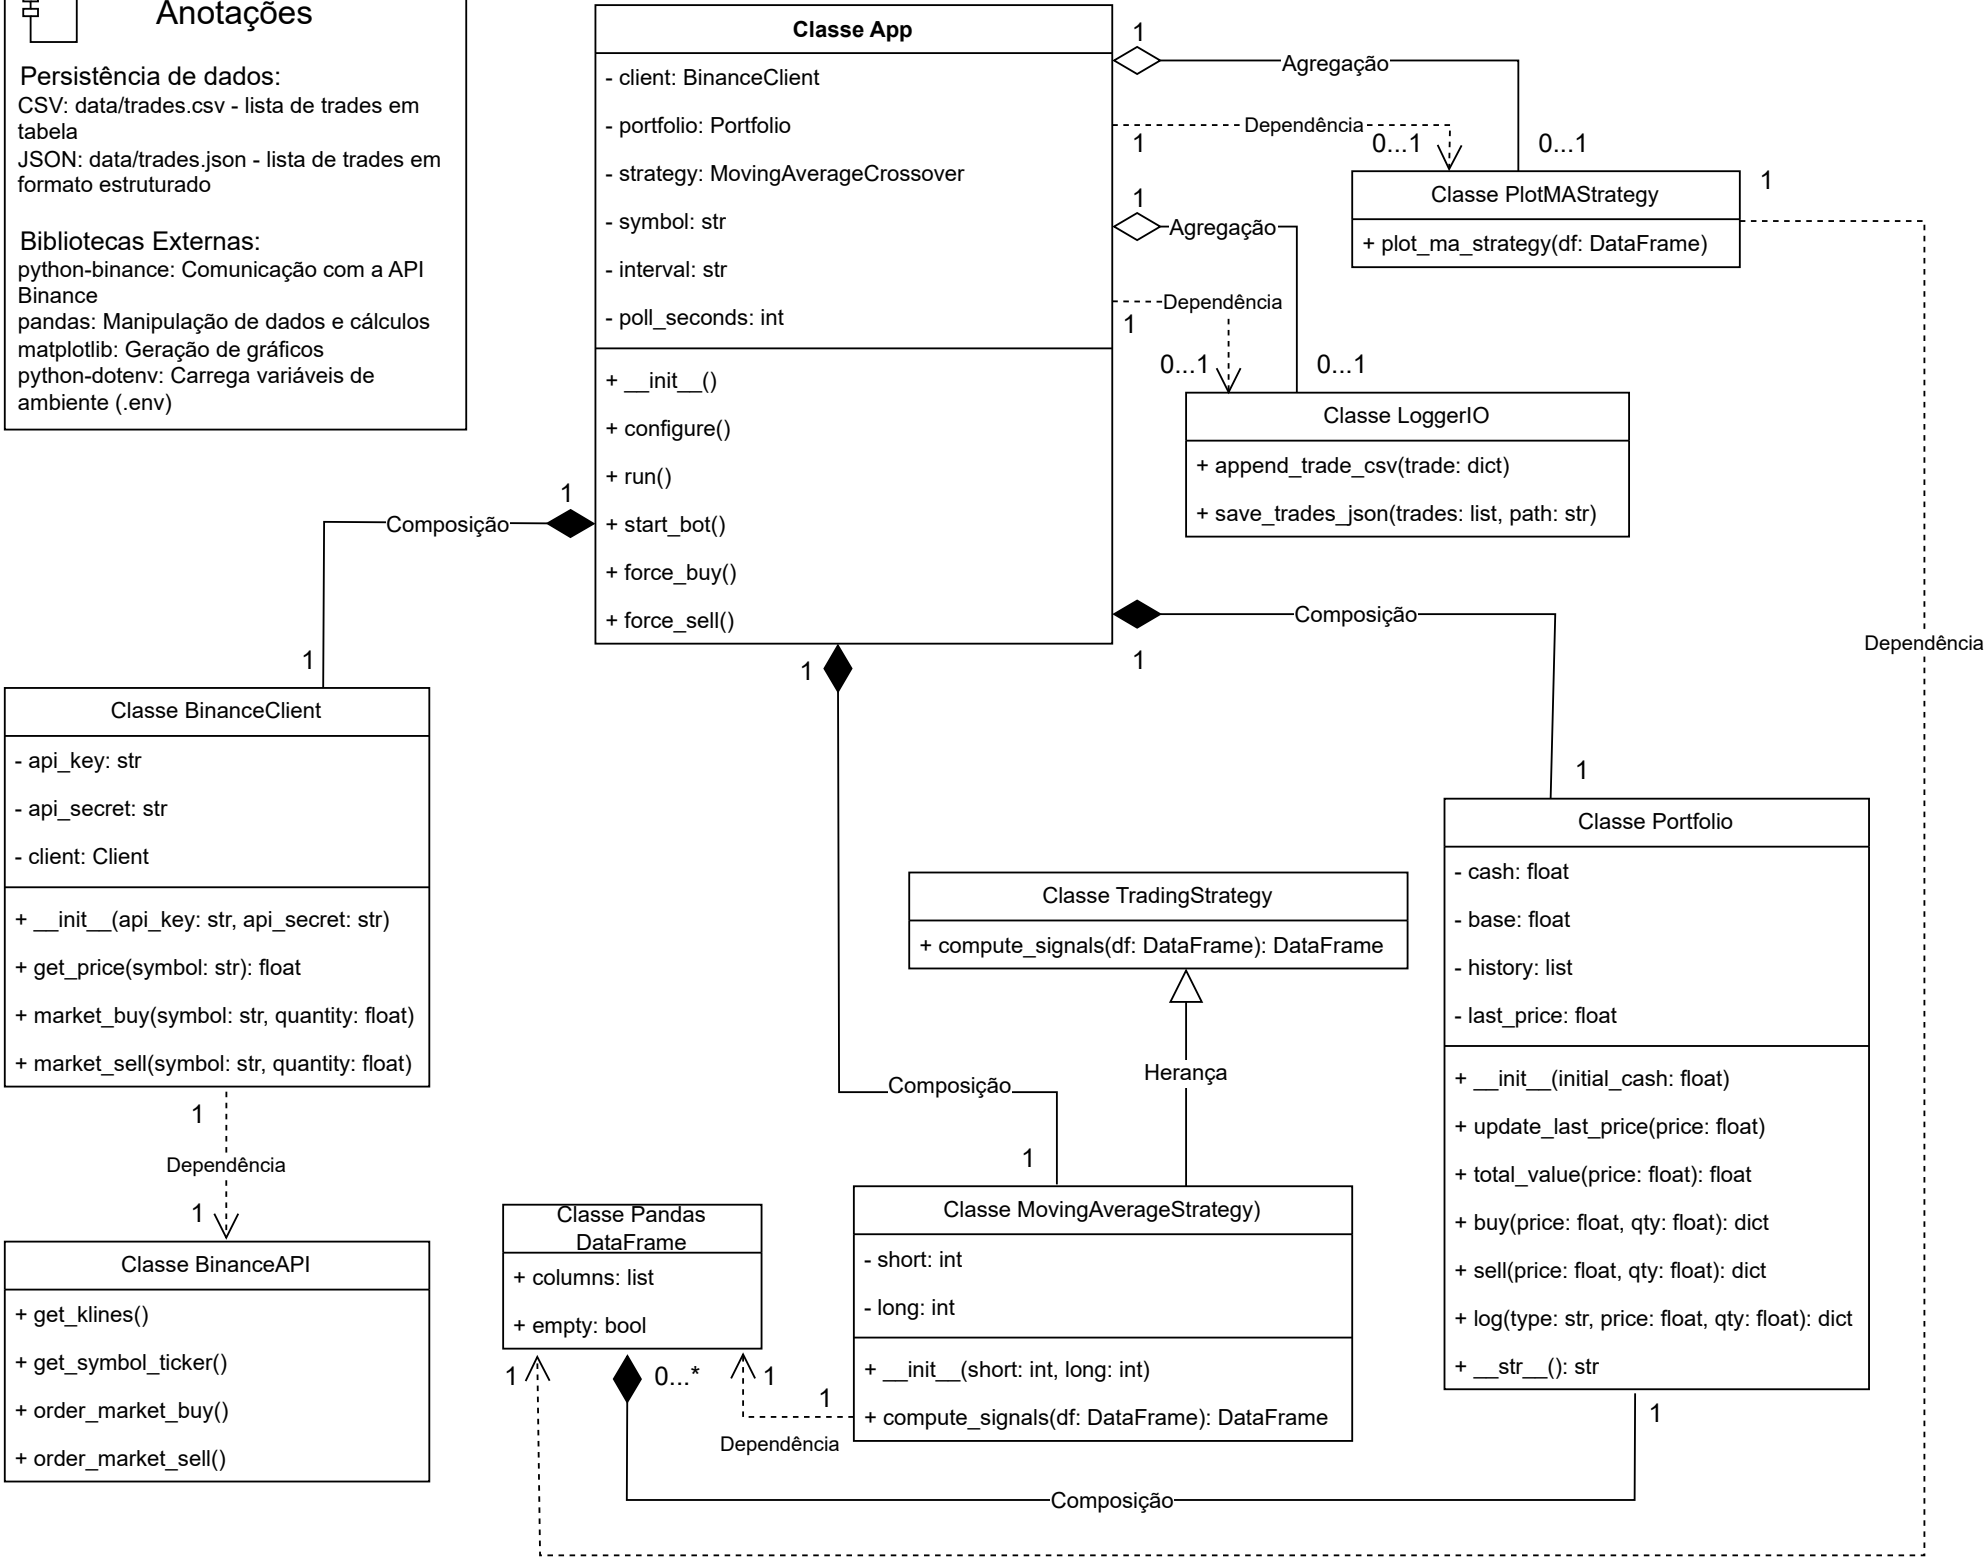 Anotações
Persistência de dados:
CSV: data/trades.csv - lista de trades em
tabela
JSON: data/trades.json - lista de trades em
formato estruturado
Bibliotecas Externas:
python-binance: Comunicação com a API
Binance
pandas: Manipulação de dados e cálculos
matplotlib: Geração de gráficos
python-dotenv: Carrega variáveis de
ambiente (.env)
Classe App
- client: BinanceClient
- portfolio: Portfolio
- strategy: MovingAverageCrossover
- symbol: str
- interval: str
- poll_seconds: int
+ __init__()
+ configure()
+ run()
+ start_bot()
+ force_buy()
+ force_sell()
1
Agregação
0...1
1
Dependência
0...1
Classe PlotMAStrategy
+ plot_ma_strategy(df: DataFrame)
1
Dependência
1
Agregação
0...1
1
Dependência
0...1
Classe LoggerIO
+ append_trade_csv(trade: dict)
+ save_trades_json(trades: list, path: str)
1
Composição
1
1
Composição
1
1
Composição
1
Classe BinanceClient
- api_key: str
- api_secret: str
- client: Client
+ __init__(api_key: str, api_secret: str)
+ get_price(symbol: str): float
+ market_buy(symbol: str, quantity: float)
+ market_sell(symbol: str, quantity: float)
1
Dependência
1
Classe BinanceAPI
+ get_klines()
+ get_symbol_ticker()
+ order_market_buy()
+ order_market_sell()
Classe TradingStrategy
+ compute_signals(df: DataFrame): DataFrame
Herança
Classe MovingAverageStrategy)
- short: int
- long: int
+ __init__(short: int, long: int)
+ compute_signals(df: DataFrame): DataFrame
Classe Pandas
DataFrame
+ columns: list
+ empty: bool
1
0...*
1
1
Dependência
Classe Portfolio
- cash: float
- base: float
- history: list
- last_price: float
+ __init__(initial_cash: float)
+ update_last_price(price: float)
+ total_value(price: float): float
+ buy(price: float, qty: float): dict
+ sell(price: float, qty: float): dict
+ log(type: str, price: float, qty: float): dict
+ __str__(): str
1
Composição